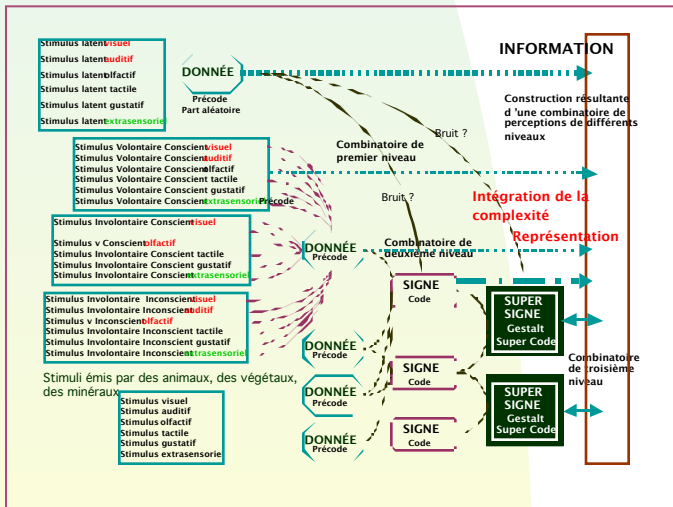 INFORMATION
Stimulus latent visuel
Stimulus latent auditif
Stimulus latent olfactif
Stimulus latent tactile
Stimulus latent gustatif
Stimulus latent extrasensoriel
DONNÉE
Précode
Part aléatoire
Construction résultante
d 'une combinatoire de
perceptions de différents
niveaux
Bruit ?
Combinatoire de
premier niveau
Stimulus Volontaire Conscient visuel
Stimulus Volontaire Conscient auditif
Stimulus Volontaire Conscient olfactif
Stimulus Volontaire Conscient tactile
Stimulus Volontaire Conscient gustatif
Stimulus Volontaire Conscient extrasensoriel
Précode
Bruit ?
Intégration de la
complexité
Représentation
Stimulus Involontaire Conscient visuel
Stimulus v Conscient olfactif
Stimulus Involontaire Conscient tactile
Stimulus Involontaire Conscient gustatif
Stimulus Involontaire Conscient extrasensoriel
DONNÉE
Précode
Combinatoire de
deuxième niveau
SIGNE
Code
SUPER
SIGNE
Gestalt
Super Code
Stimulus Involontaire Inconscient visuel
Stimulus Involontaire Inconscient auditif
Stimulus v Inconscient olfactif
Stimulus Involontaire Inconscient tactile
Stimulus Involontaire Inconscient gustatif
Stimulus Involontaire Inconscient extrasensoriel
DONNÉE
Précode
SIGNE
Code
Combinatoire
de troisième
niveau
Stimuli émis par des animaux, des végétaux,
des minéraux
Stimulus visuel
Stimulus auditif
Stimulus olfactif
Stimulus tactile
Stimulus gustatif
Stimulus extrasensorie
DONNÉE
Précode
SUPER
SIGNE
Gestalt
Super Code
DONNÉE
Précode
SIGNE
Code